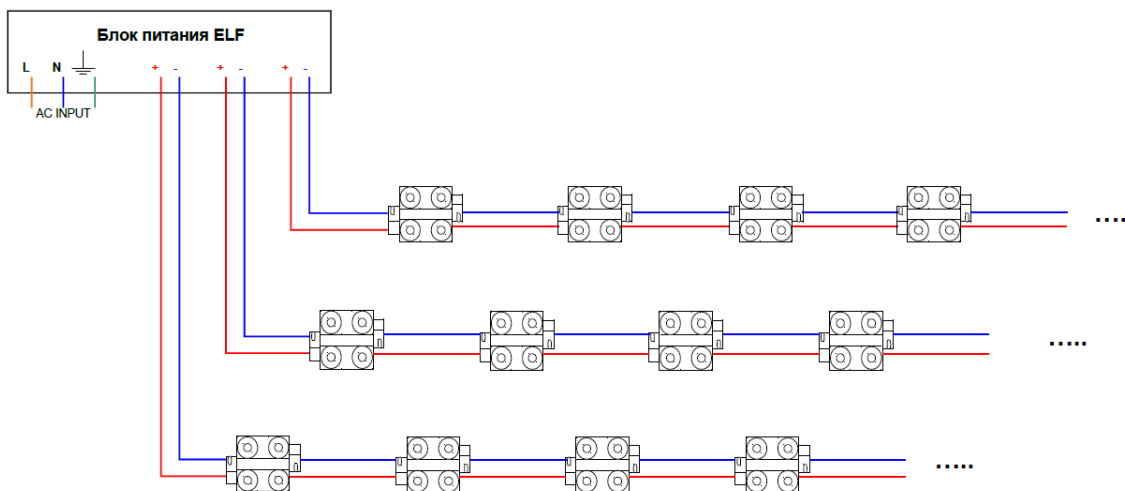 Блок питания ELF
L N + - + - + -
AC INPUT
.....
.....
.....